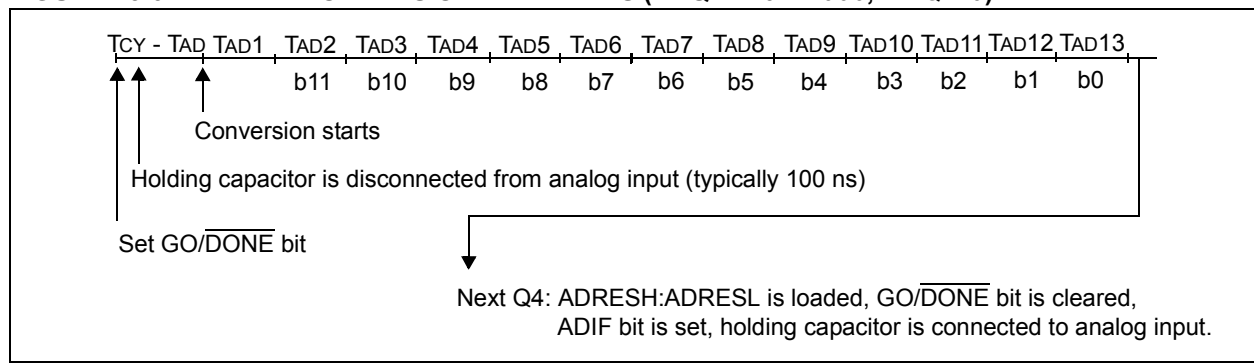 TCY - TAD TAD1 TAD2 TAD3 TAD4 TAD5 TAD6 TAD7 TAD8 TAD9 TAD10 TAD11 TAD12 TAD13
b11 b10 b9 b8 b7 b6 b5 b4 b3 b2 b1 b0
Conversion starts
Holding capacitor is disconnected from analog input (typically 100 ns)
Set GO/DONE bit
Next Q4: ADRESH:ADRESL is loaded, GO/DONE bit is cleared,
ADIF bit is set, holding capacitor is connected to analog input.